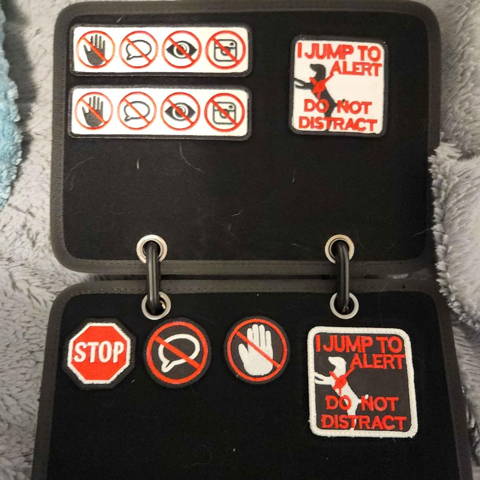 I JUMP TO
ALERT
DO NOT
DISTRACT
STOP
I JUMP TO
ALERT
DO NOT
DISTRACT